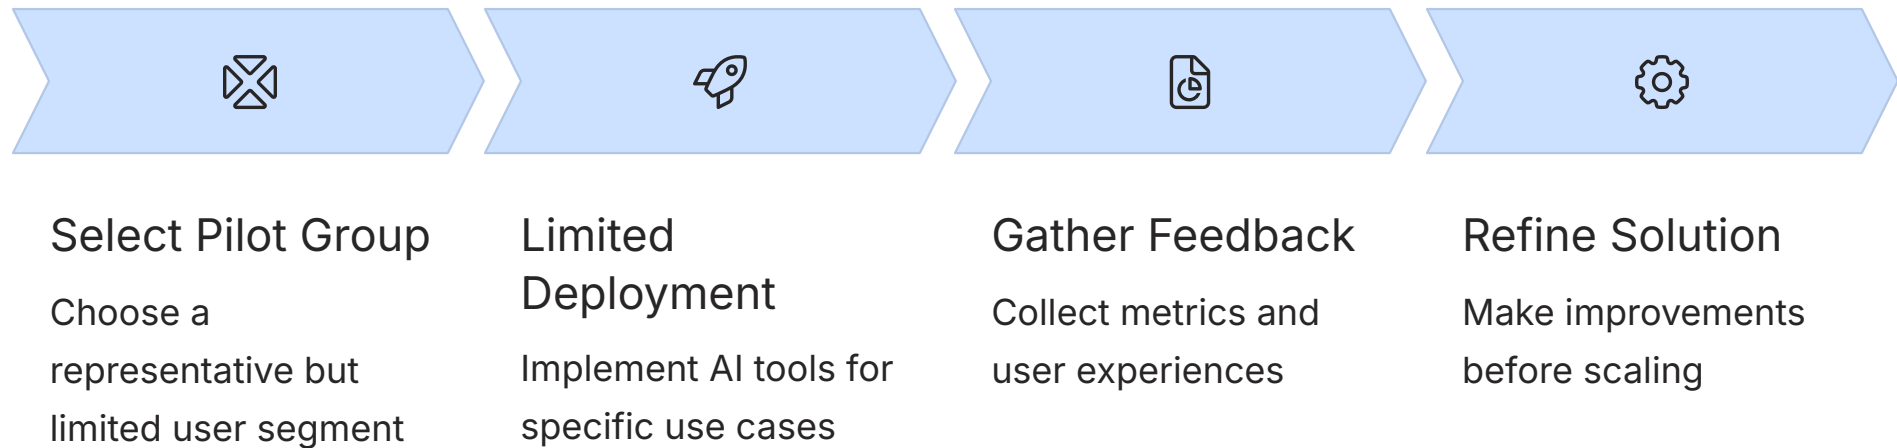 Select Pilot Group
Choose a
representative but
limited user segment
Limited
Deployment
Implement AI tools for
specific use cases
Gather Feedback
Collect metrics and
user experiences
Refine Solution
Make improvements
before scaling